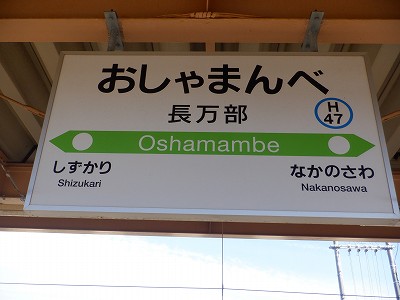 おしゃまんべ
長万部
H
47
Oshamambe
しずかり
Shizukari
なかのさわ
Nakanosawa